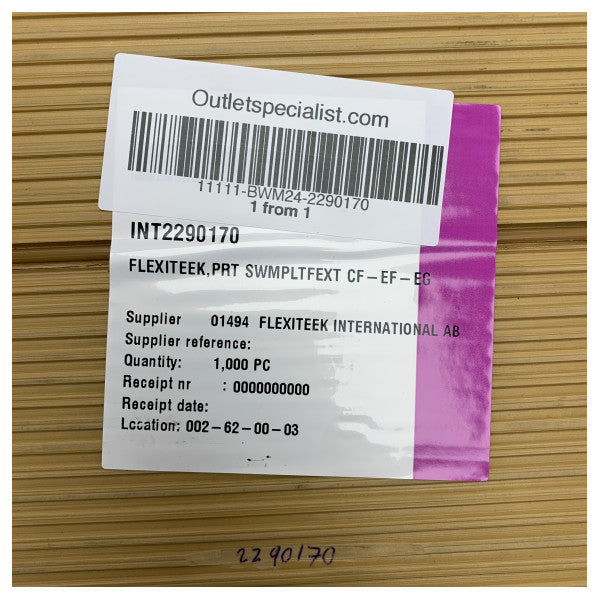 Outletspecialist.com
11111-BWM24-2290170
1 from 1
INT2290170
FLEXITEEK,PRT SWMPLTFEXT CF-EF-EG
Supplier 01494 FLEXITEEK INTERNATIONAL AB
Supplier reference:
Quantity: 1,000 PC
Receipt nr : 0000000000
Receipt date:
Location: 002-62-00-03
2290170